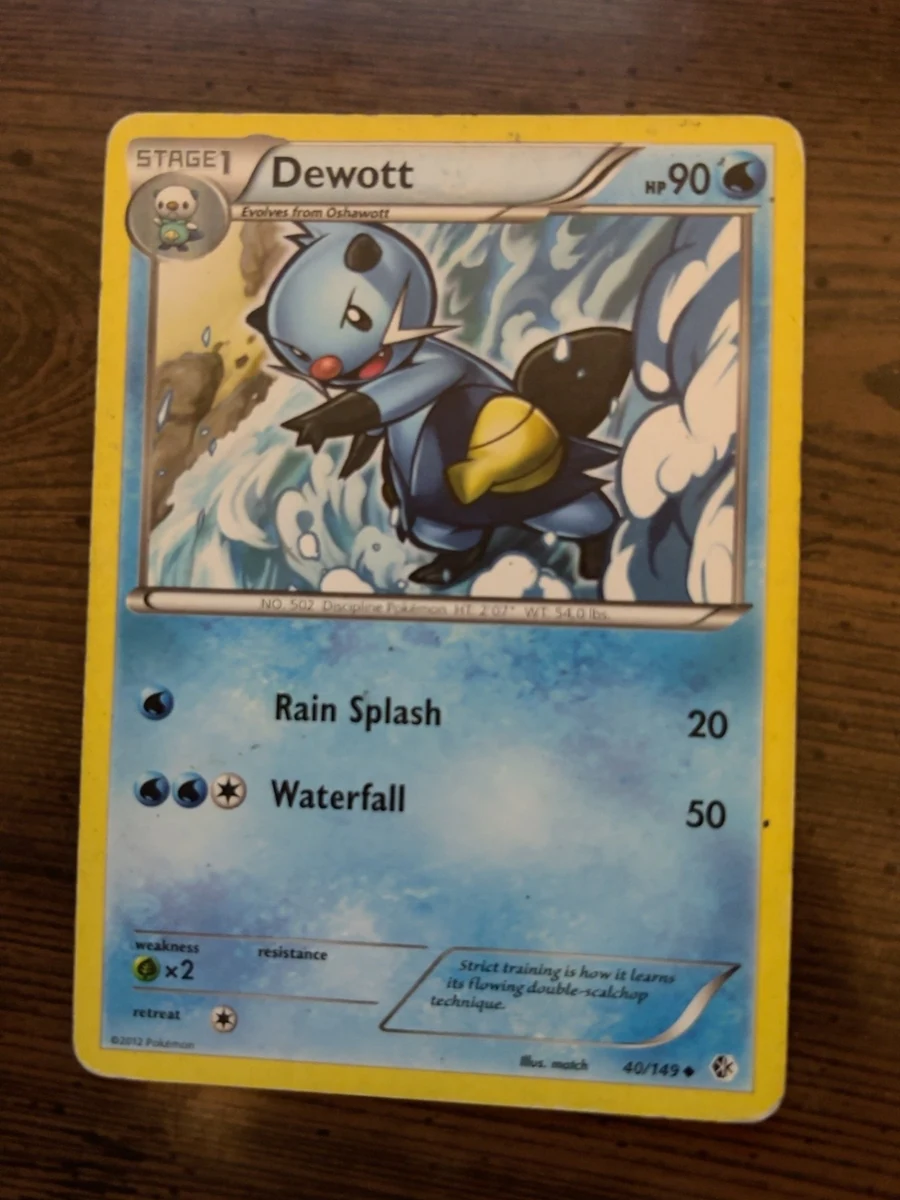 STAGE1
Dewott
HP 90
Evolves from Oshawott
NO. 502 Discipline Pokémon HT: 2'07" WT: 54.0 lbs.
Rain Splash 20
Waterfall 50
weakness resistance
×2
Strict training is how it learns
its flowing double-scalchop
technique.
retreat
©2012 Pokémon
Illus. match 40/149